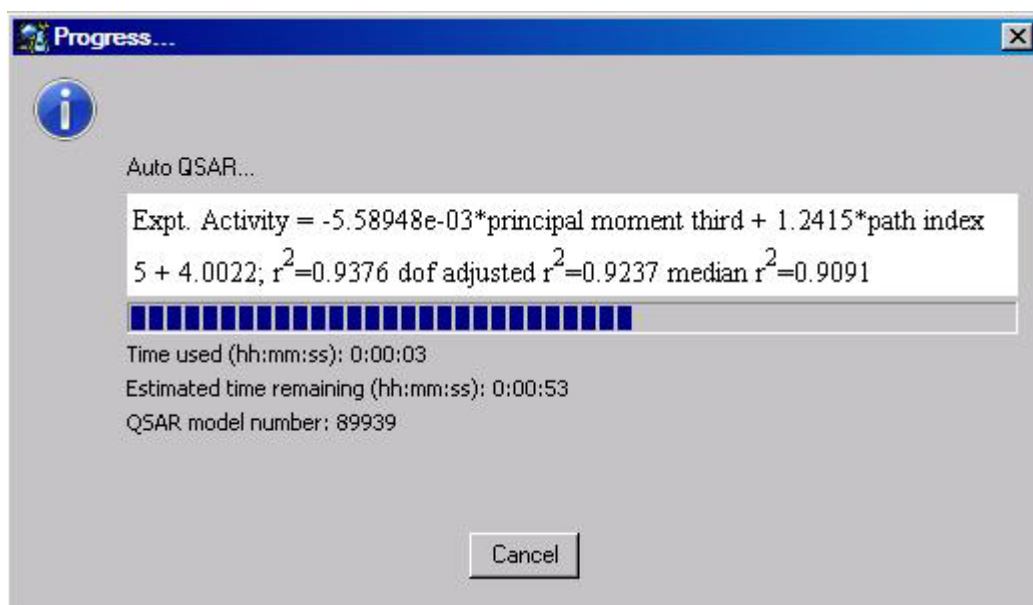 Progress...
Auto QSAR...
Expt. Activity = -5.58948e-03*principal moment third + 1.2415*path index
5 + 4.0022; r²=0.9376 dof adjusted r²=0.9237 median r²=0.9091
Time used (hh:mm:ss): 0:00:03
Estimated time remaining (hh:mm:ss): 0:00:53
QSAR model number: 89939
Cancel